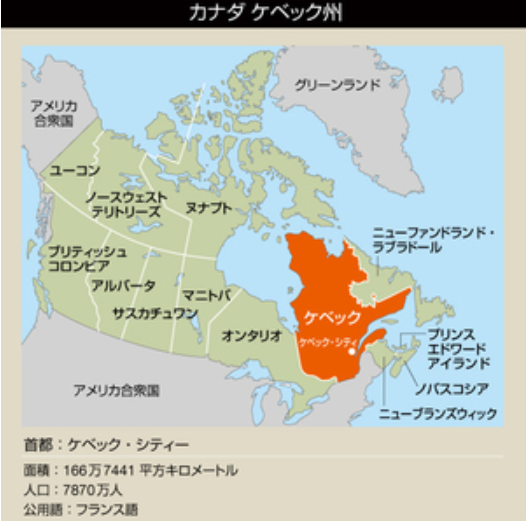 カナダ ケベック州
グリーンランド
アメリカ
合衆国
ユーコン
ノースウェスト
テリトリーズ
ヌナブト
ニューファンドランド・
ラブラドール
ブリティッシュ
コロンビア
アルバータ
サスカチュワン
マニトバ
オンタリオ
ケベック
ケベック・シティ
プリンス
エドワード
アイランド
ノバスコシア
ニューブランズウィック
アメリカ合衆国
首都：ケベック・シティー
面積：166万7441 平方キロメートル
人口：7870万人
公用語：フランス語